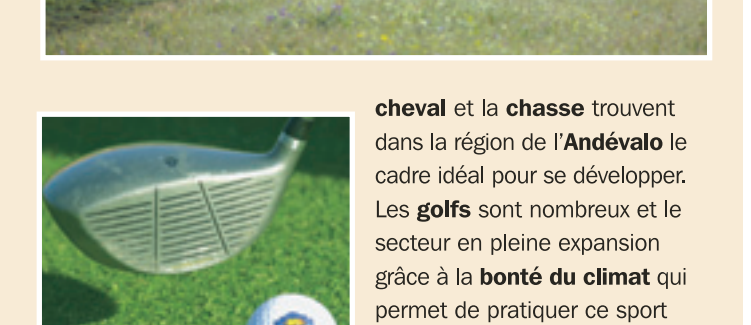 cheval et la chasse trouvent
dans la région de l'Andévalo le
cadre idéal pour se développer.
Les golfs sont nombreux et le
secteur en pleine expansion
grâce à la bonté du climat qui
permet de pratiquer ce sport